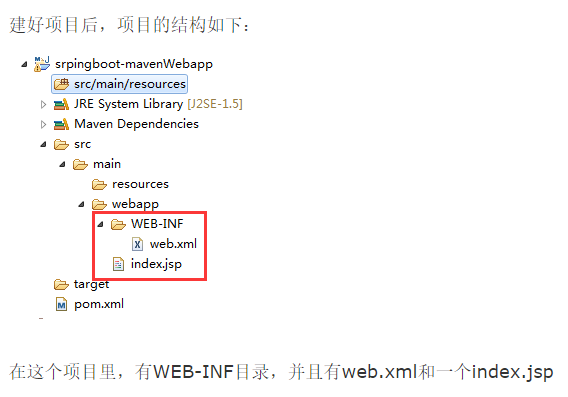 建好项目后，项目的结构如下：
srpingboot-mavenWebapp
src/main/resources
JRE System Library [J2SE-1.5]
Maven Dependencies
src
main
resources
webapp
WEB-INF
web.xml
index.jsp
target
pom.xml
在这个项目里，有WEB-INF目录，并且有web.xml和一个index.jsp